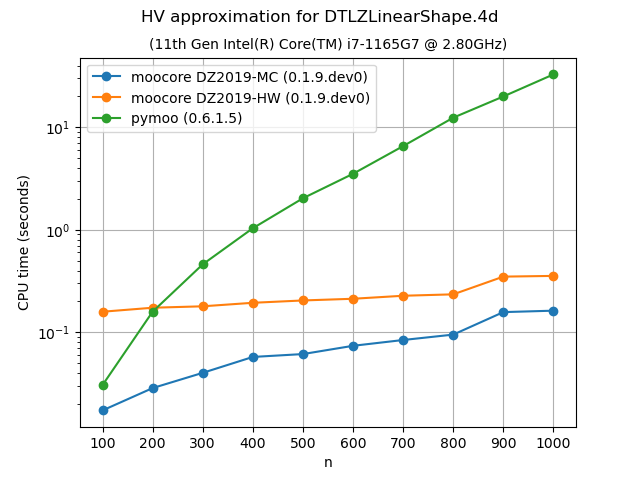 HV approximation for DTLZLinearShape.4d
(11th Gen Intel(R) Core(TM) i7-1165G7 @ 2.80GHz)
moocore DZ2019-MC (0.1.9.dev0)
moocore DZ2019-HW (0.1.9.dev0)
pymoo (0.6.1.5)
CPU time (seconds)
10¹
10⁰
10⁻¹
100 200 300 400 500 600 700 800 900 1000
n